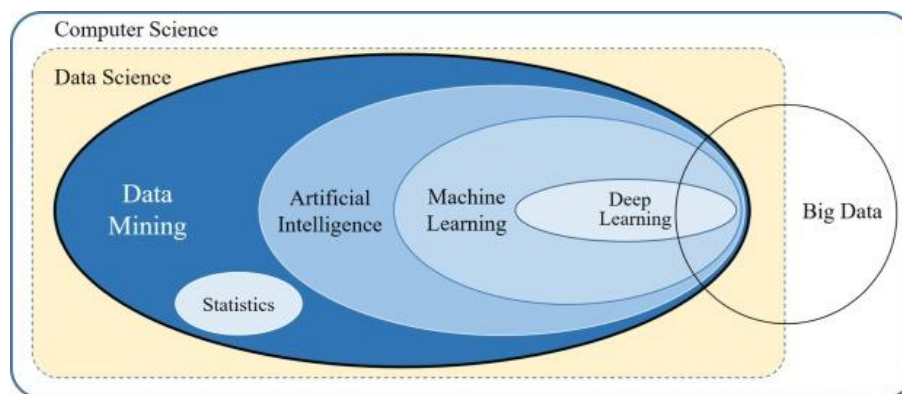 Computer Science
Data Science
Data
Mining
Artificial
Intelligence
Machine
Learning
Deep
Learning
Big Data
Statistics